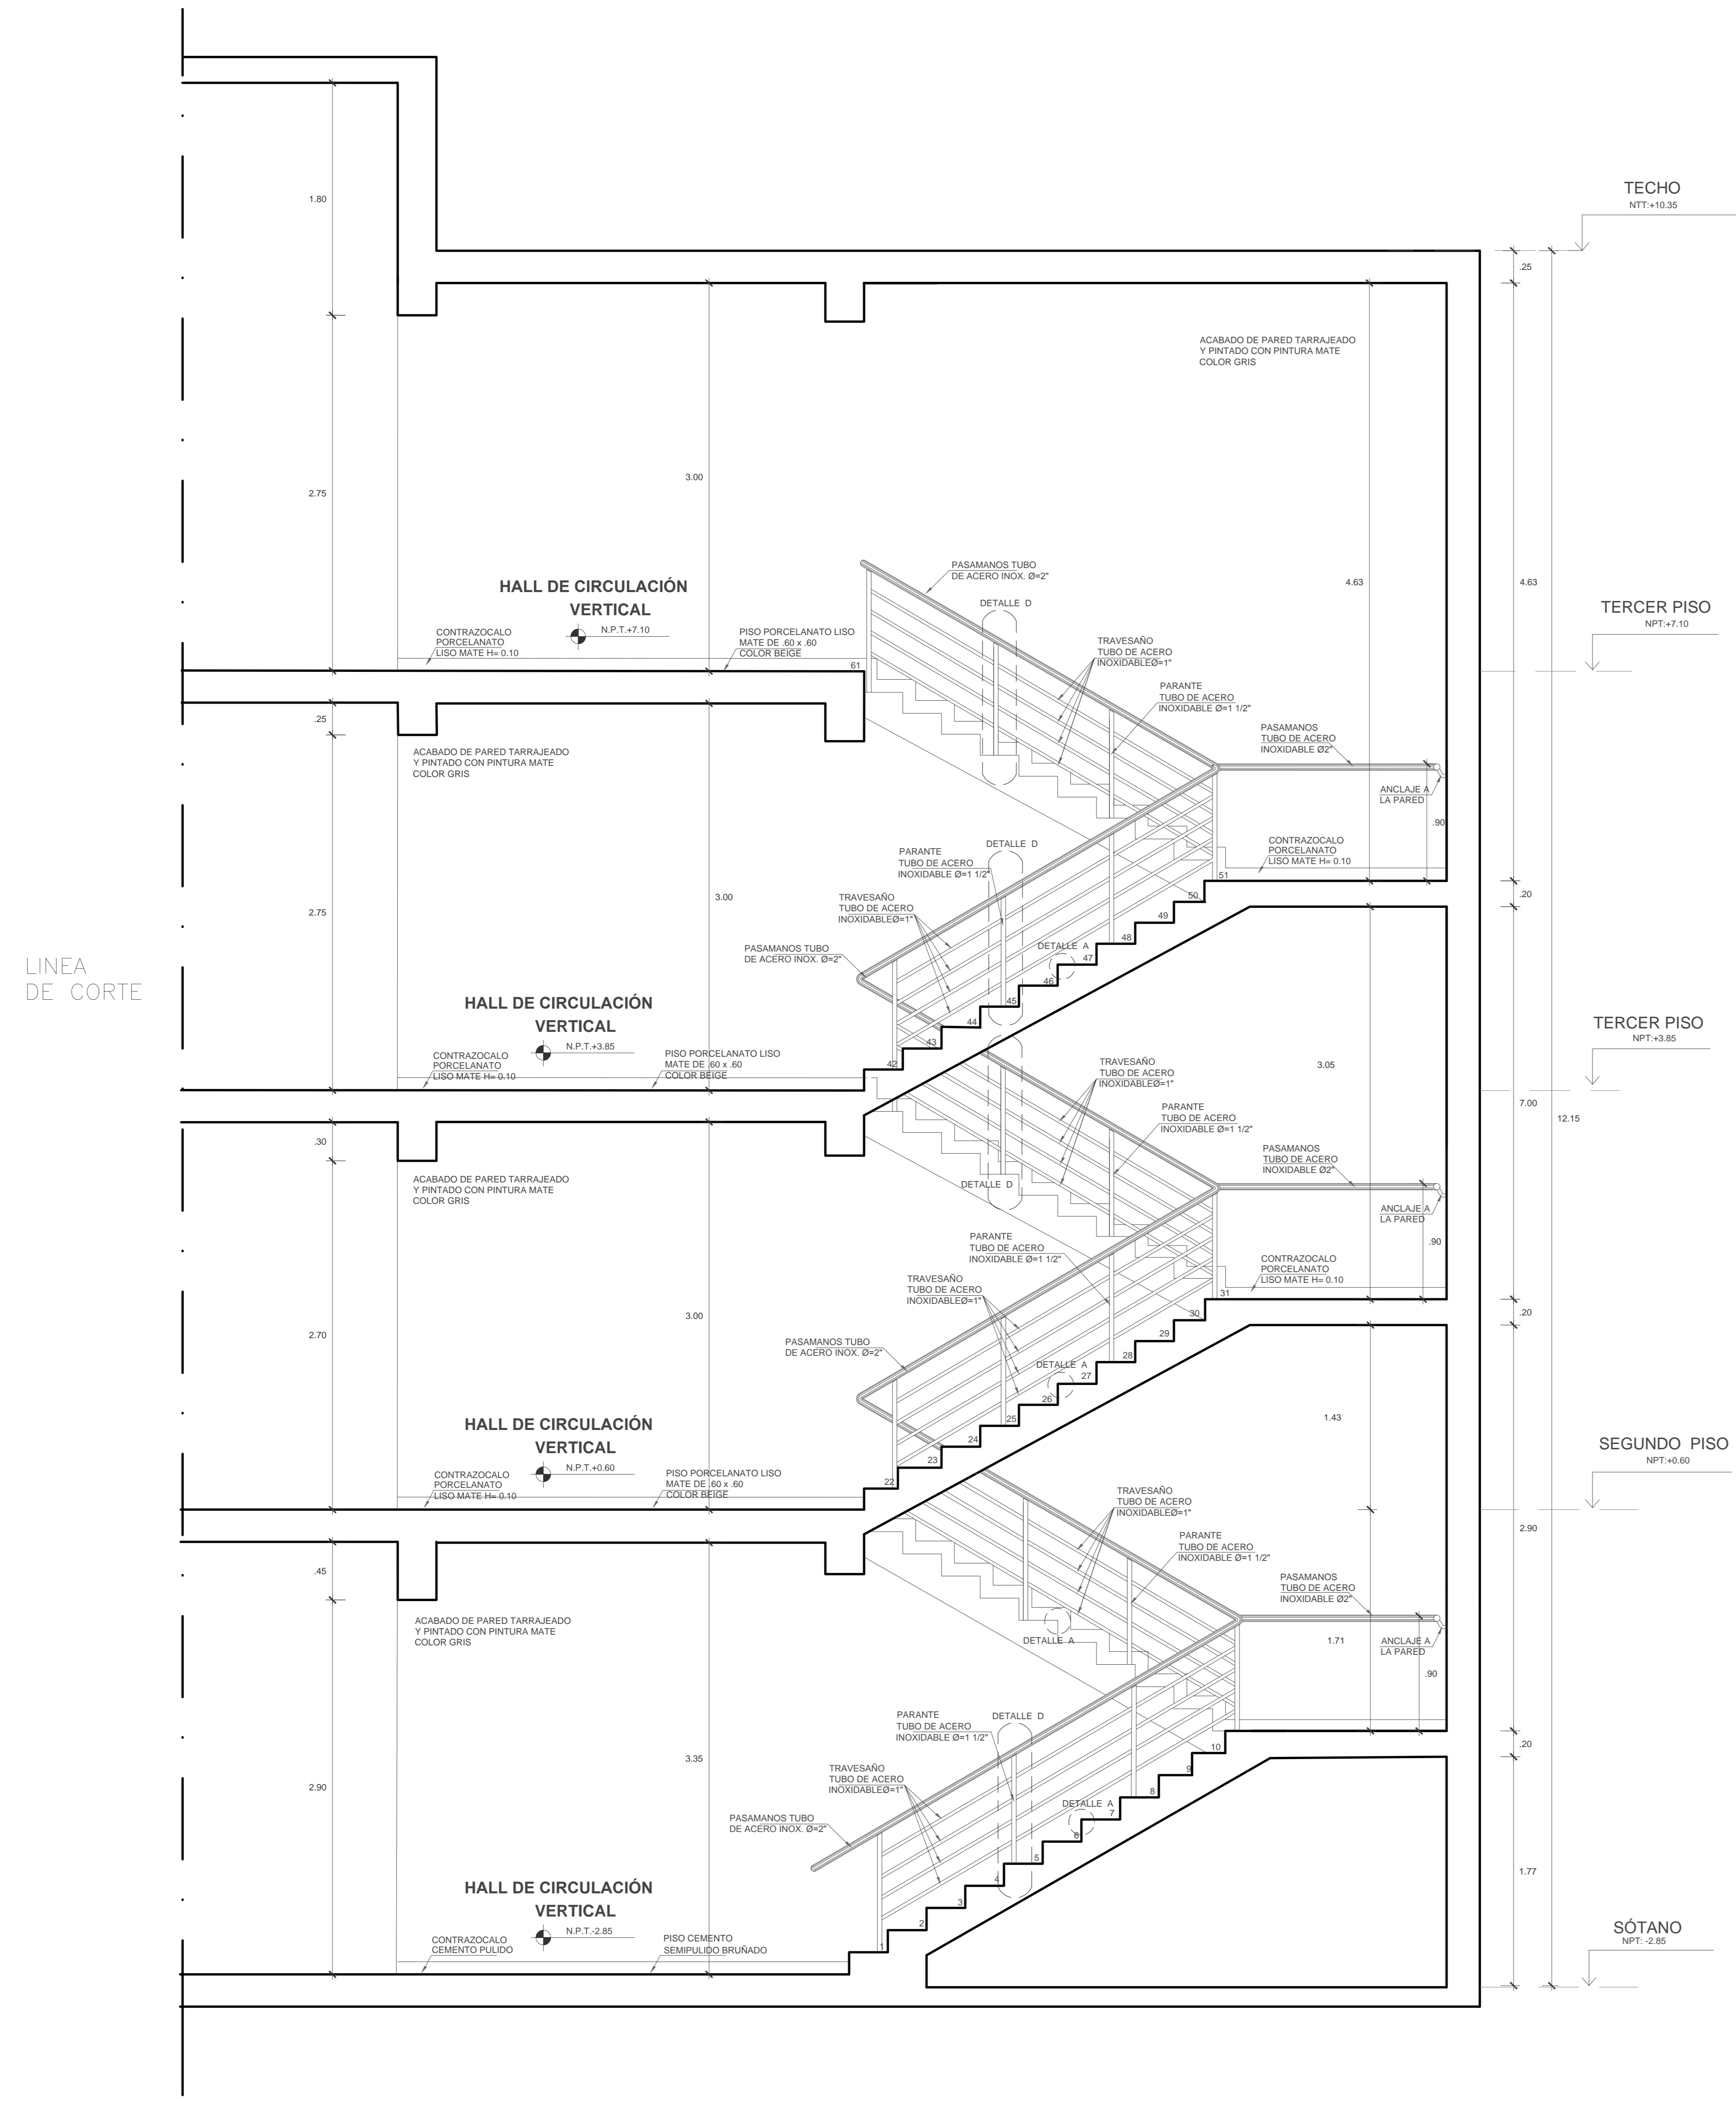 TECHO
NTT:+10.35
1.80
.25
ACABADO DE PARED TARRAJEADO
Y PINTADO CON PINTURA MATE
COLOR GRIS
2.75
3.00
4.63
4.63
PASAMANOS TUBO
DE ACERO INOX. Ø=2"
DETALLE D
HALL DE CIRCULACIÓN
VERTICAL
N.P.T.+7.10
CONTRAZOCALO
PORCELANATO
LISO MATE H= 0.10
PISO PORCELANATO LISO
MATE DE .60 x .60
COLOR BEIGE
61
TRAVESAÑO
TUBO DE ACERO
INOXIDABLEØ=1"
PARANTE
TUBO DE ACERO
INOXIDABLE Ø=1 1/2"
TERCER PISO
NPT:+7.10
.25
ACABADO DE PARED TARRAJEADO
Y PINTADO CON PINTURA MATE
COLOR GRIS
PASAMANOS
TUBO DE ACERO
INOXIDABLE Ø2"
ANCLAJE A
LA PARED
.90
CONTRAZOCALO
PORCELANATO
LISO MATE H= 0.10
DETALLE D
PARANTE
TUBO DE ACERO
INOXIDABLE Ø=1 1/2"
TRAVESAÑO
TUBO DE ACERO
INOXIDABLEØ=1"
2.75
3.00
51
50
49
48
47
46
45
44
43
42
.20
DETALLE A
PASAMANOS TUBO
DE ACERO INOX. Ø=2"
LINEA
DE CORTE
HALL DE CIRCULACIÓN
VERTICAL
N.P.T.+3.85
CONTRAZOCALO
PORCELANATO
LISO MATE H= 0.10
PISO PORCELANATO LISO
MATE DE .60 x .60
COLOR BEIGE
TERCER PISO
NPT:+3.85
TRAVESAÑO
TUBO DE ACERO
INOXIDABLEØ=1"
3.05
7.00
12.15
PARANTE
TUBO DE ACERO
INOXIDABLE Ø=1 1/2"
.30
ACABADO DE PARED TARRAJEADO
Y PINTADO CON PINTURA MATE
COLOR GRIS
DETALLE D
PASAMANOS
TUBO DE ACERO
INOXIDABLE Ø2"
ANCLAJE A
LA PARED
.90
PARANTE
TUBO DE ACERO
INOXIDABLE Ø=1 1/2"
CONTRAZOCALO
PORCELANATO
LISO MATE H= 0.10
TRAVESAÑO
TUBO DE ACERO
INOXIDABLEØ=1"
2.70
3.00
31
30
29
28
27
26
25
24
23
22
.20
PASAMANOS TUBO
DE ACERO INOX. Ø=2"
DETALLE A
1.43
HALL DE CIRCULACIÓN
VERTICAL
N.P.T.+0.60
CONTRAZOCALO
PORCELANATO
LISO MATE H= 0.10
PISO PORCELANATO LISO
MATE DE .60 x .60
COLOR BEIGE
SEGUNDO PISO
NPT:+0.60
TRAVESAÑO
TUBO DE ACERO
INOXIDABLEØ=1"
2.90
PARANTE
TUBO DE ACERO
INOXIDABLE Ø=1 1/2"
.45
ACABADO DE PARED TARRAJEADO
Y PINTADO CON PINTURA MATE
COLOR GRIS
PASAMANOS
TUBO DE ACERO
INOXIDABLE Ø2"
DETALLE A
1.71
ANCLAJE A
LA PARED
.90
PARANTE
TUBO DE ACERO
INOXIDABLE Ø=1 1/2"
DETALLE D
.20
2.90
3.35
TRAVESAÑO
TUBO DE ACERO
INOXIDABLEØ=1"
DETALLE A
10
9
8
7
6
5
4
3
2
1
PASAMANOS TUBO
DE ACERO INOX. Ø=2"
1.77
HALL DE CIRCULACIÓN
VERTICAL
N.P.T.-2.85
CONTRAZOCALO
CEMENTO PULIDO
PISO CEMENTO
SEMIPULIDO BRUÑADO
SÓTANO
NPT: -2.85